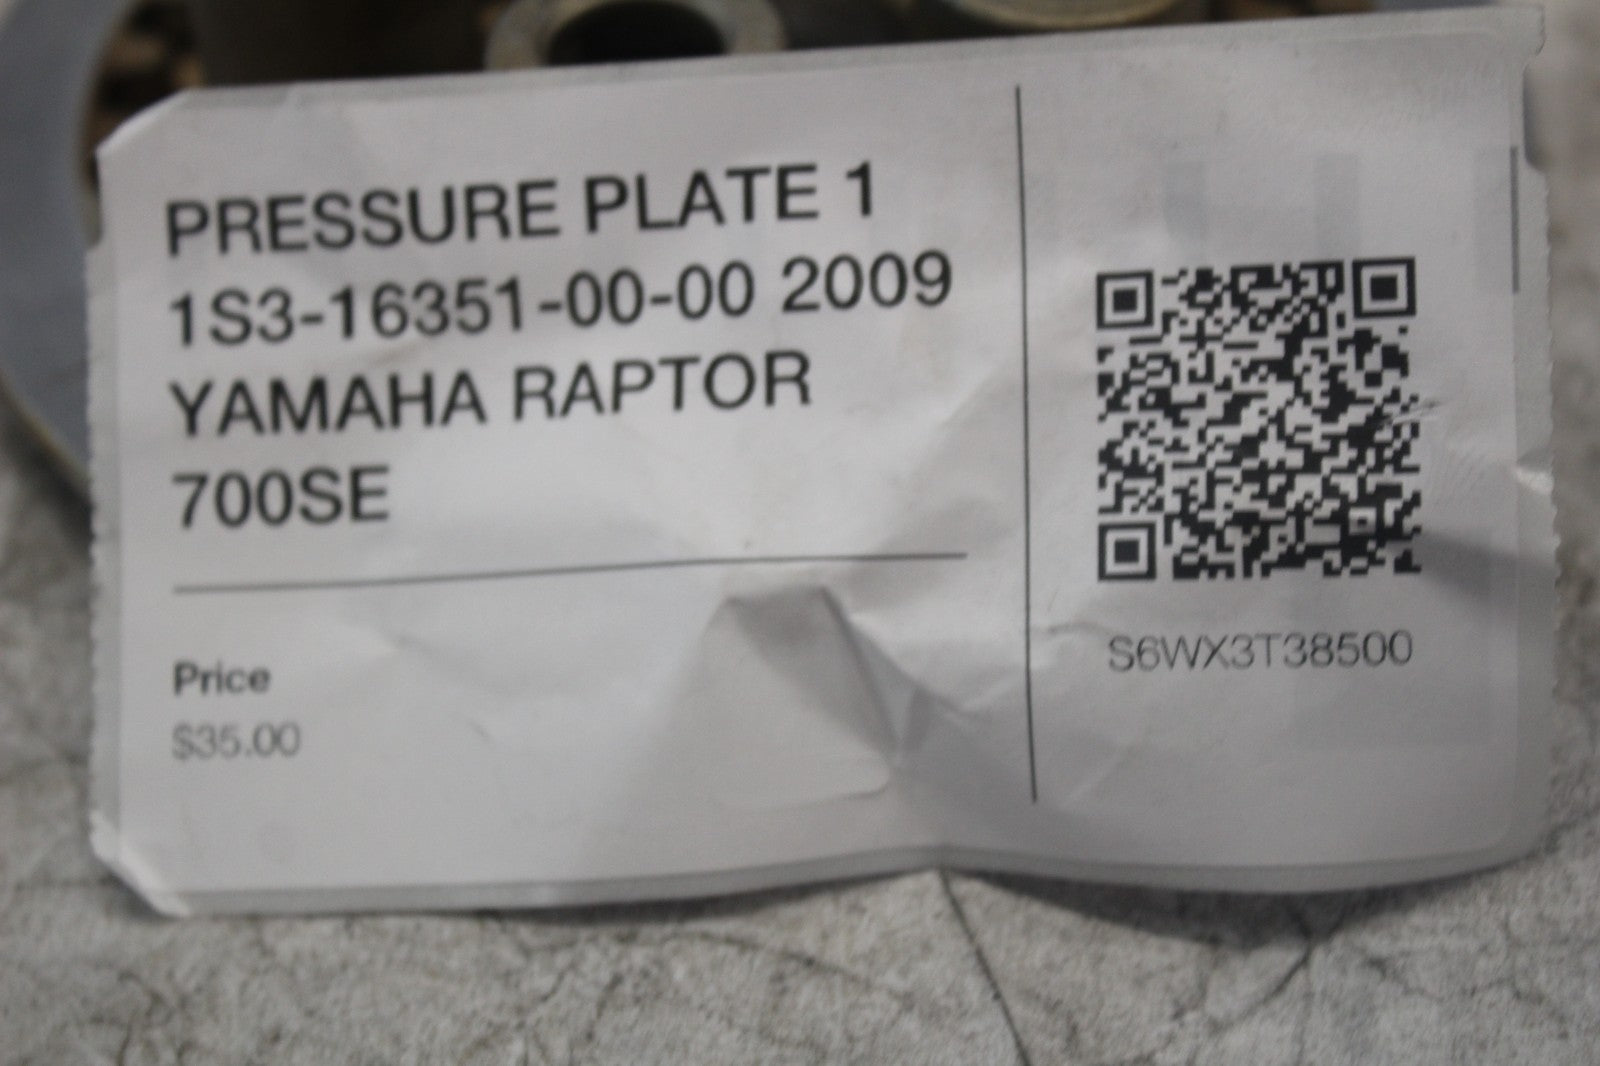 PRESSURE PLATE 1
1S3-16351-00-00 2009
YAMAHA RAPTOR
700SE
Price
$35.00
S6WX3T38500